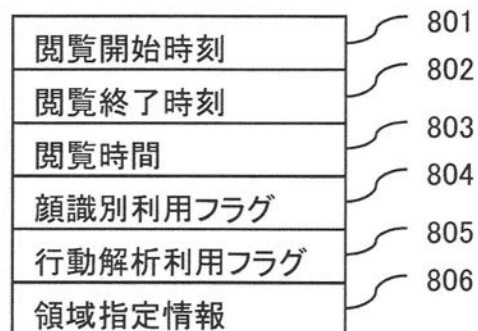 閲覧開始時刻 801
閲覧終了時刻 802
閲覧時間 803
顔識別利用フラグ 804
行動解析利用フラグ 805
領域指定情報 806